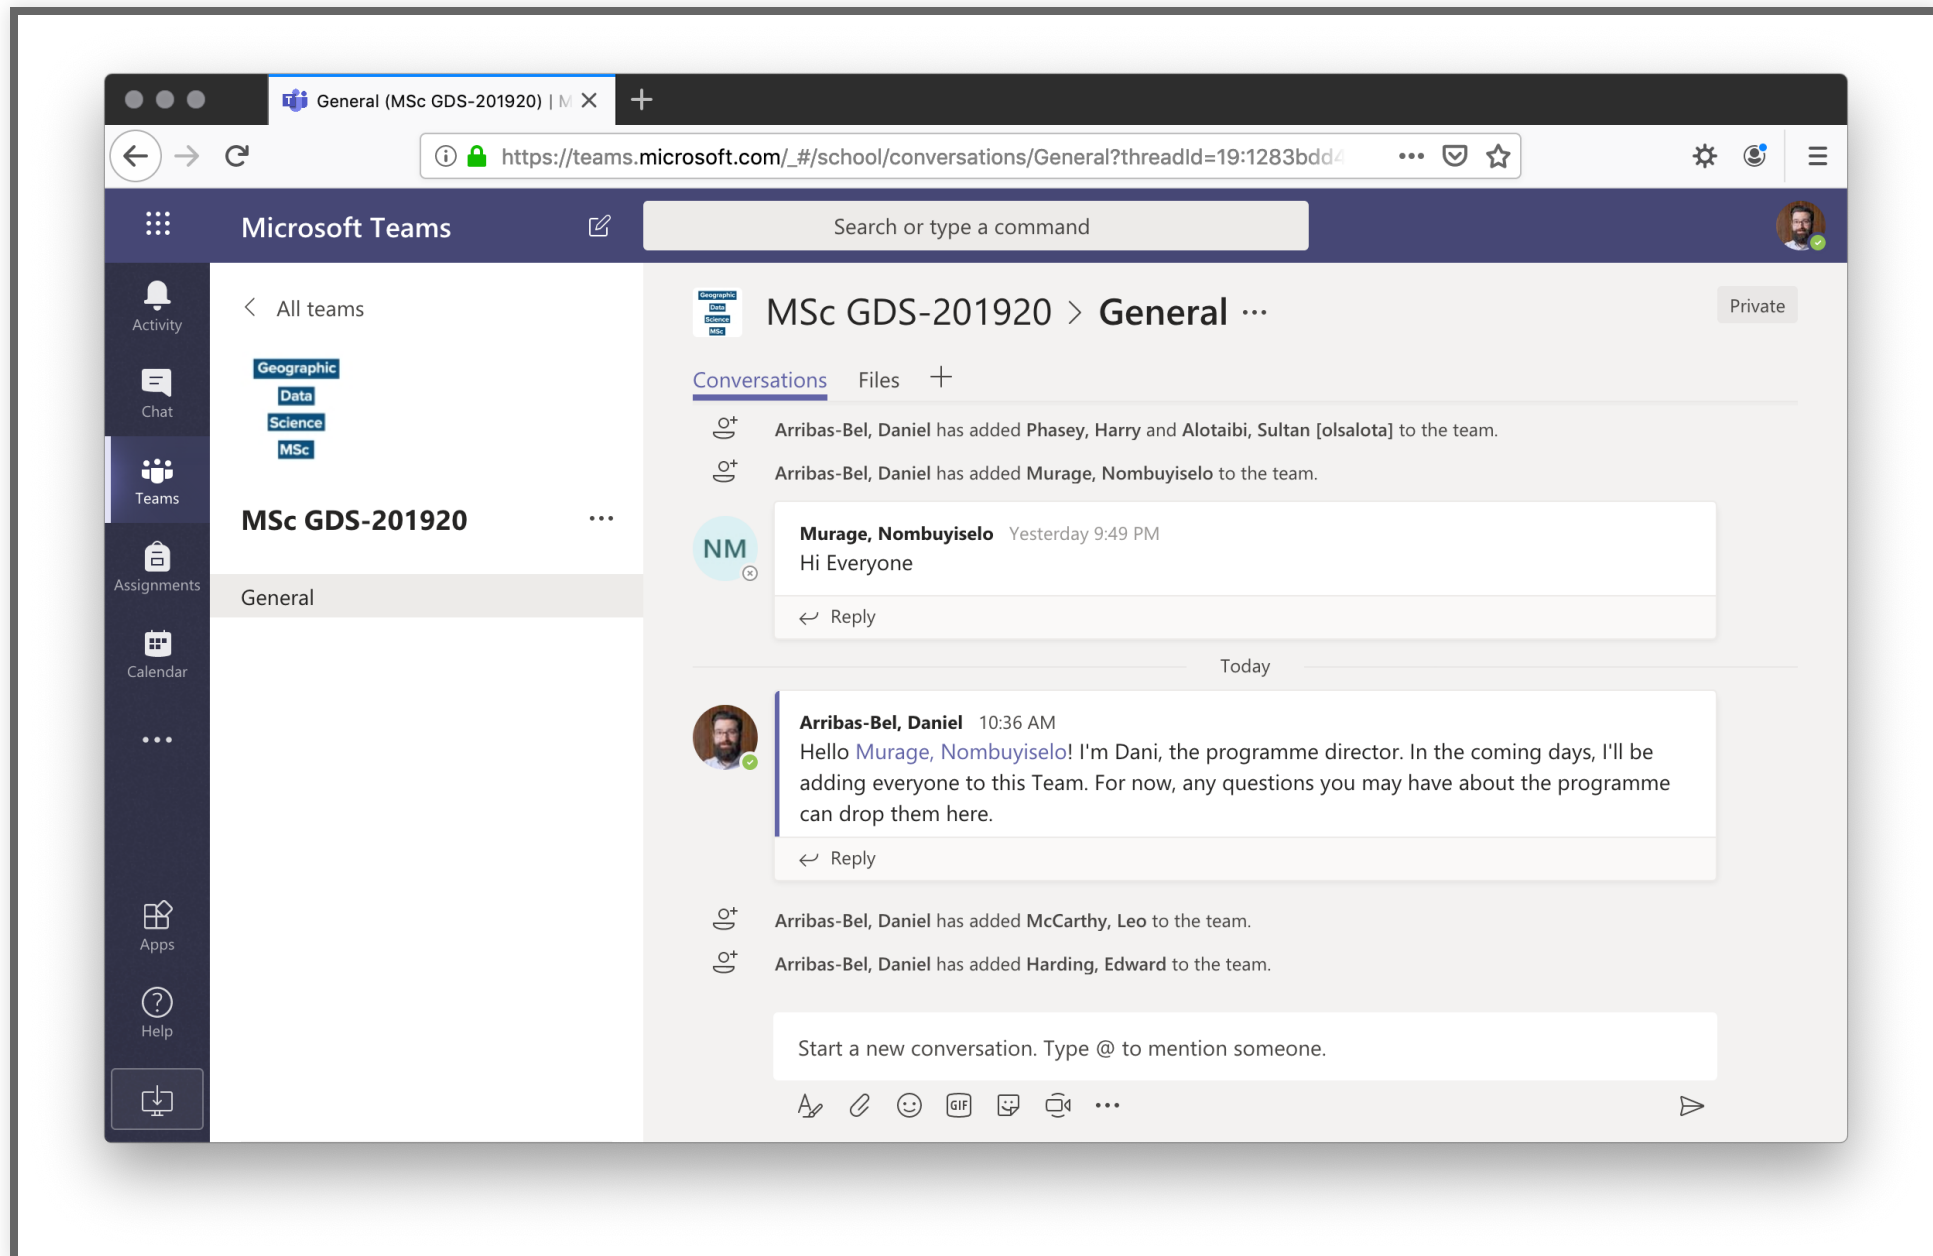 General (MSc GDS-201920) | M
https://teams.microsoft.com/_#/school/conversations/General?threadId=19:1283bdd4
Microsoft Teams
Search or type a command
Activity
Chat
Teams
Assignments
Calendar
Apps
Help
All teams
Geographic
Data
Science
MSc
MSc GDS-201920
General
Geographic
Data
Science
MSc
MSc GDS-201920 > General
Private
Conversations Files
Arribas-Bel, Daniel has added Phasey, Harry and Alotaibi, Sultan [olsalota] to the team.
Arribas-Bel, Daniel has added Murage, Nombuyiselo to the team.
NM
Murage, Nombuyiselo Yesterday 9:49 PM
Hi Everyone
Reply
Today
Arribas-Bel, Daniel 10:36 AM
Hello Murage, Nombuyiselo! I'm Dani, the programme director. In the coming days, I'll be
adding everyone to this Team. For now, any questions you may have about the programme
can drop them here.
Reply
Arribas-Bel, Daniel has added McCarthy, Leo to the team.
Arribas-Bel, Daniel has added Harding, Edward to the team.
Start a new conversation. Type @ to mention someone.
GIF